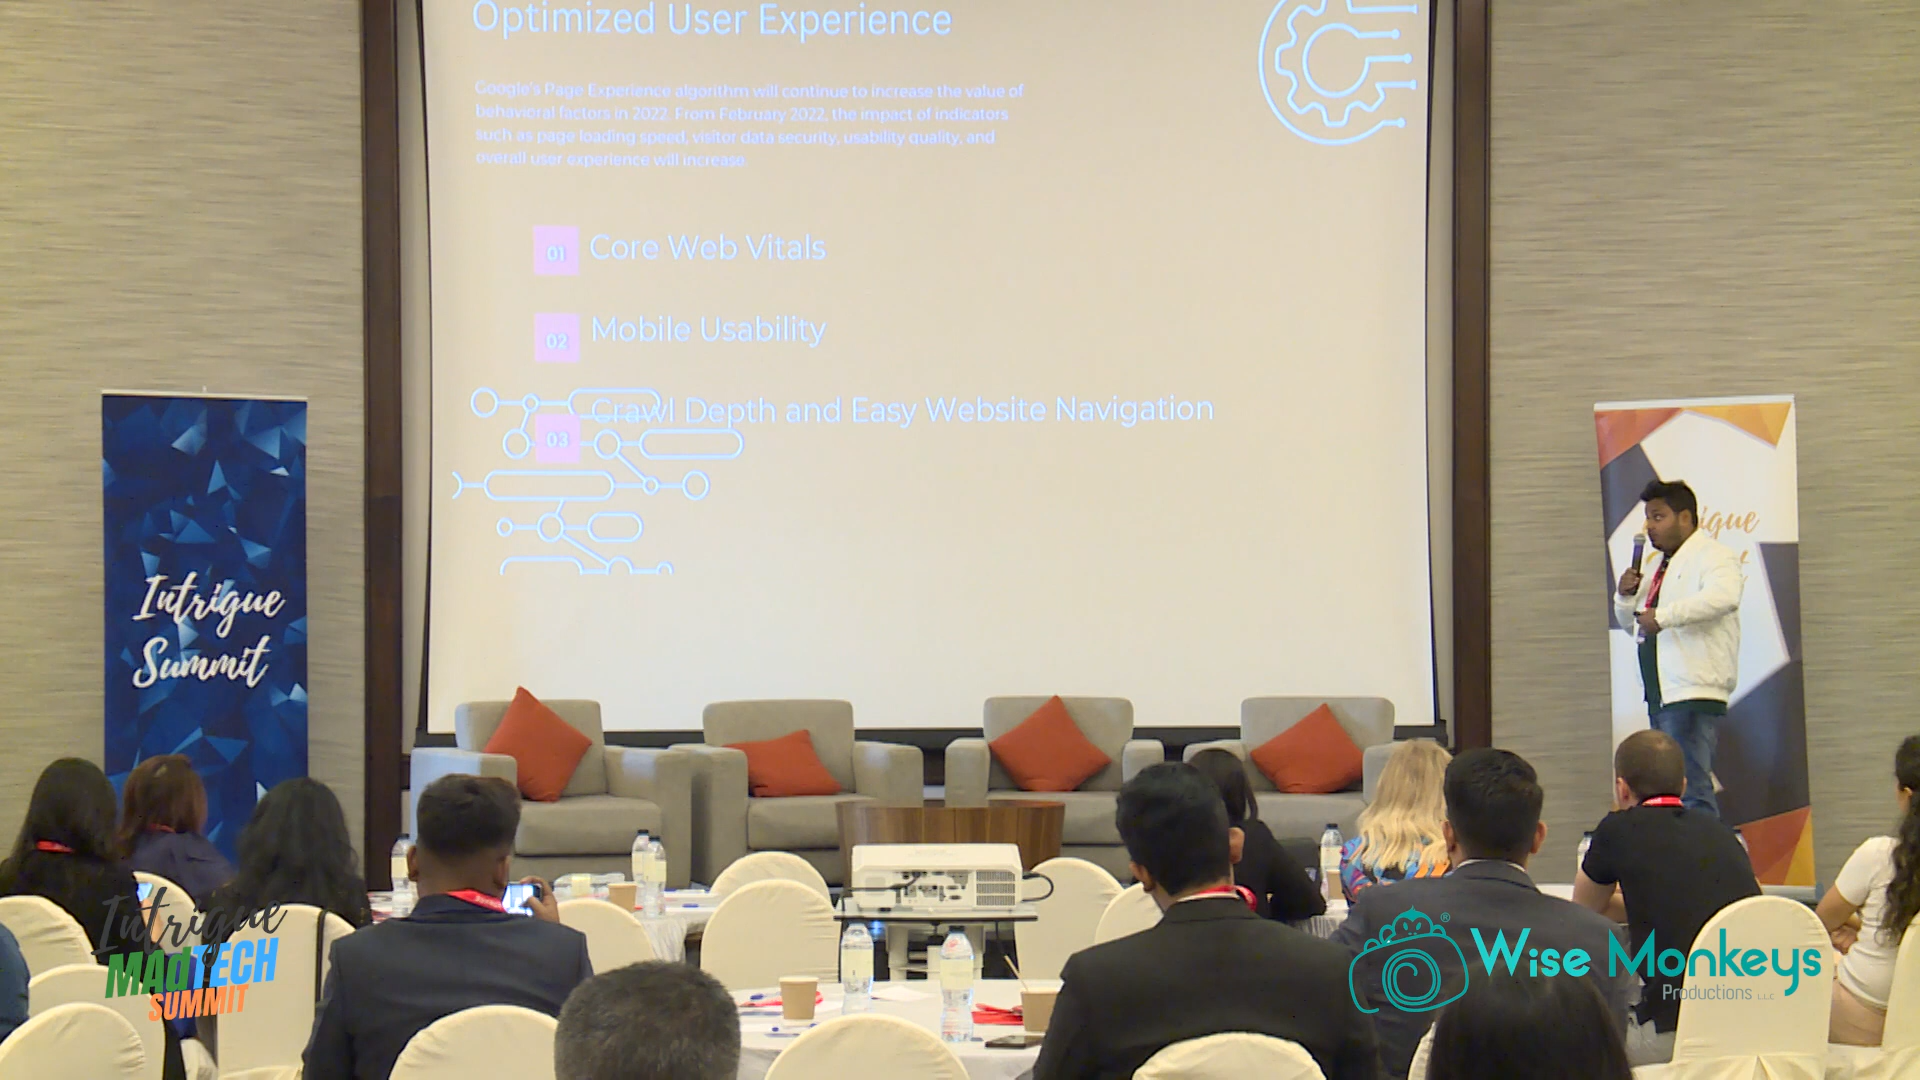 Optimized User Experience
Google's Page Experience algorithm will continue to increase the value of
behavioral factors in 2022. From February 2022, the impact of indicators
such as page loading speed, visitor data security, usability quality, and
overall user experience will increase.
01 Core Web Vitals
02 Mobile Usability
03 Crawl Depth and Easy Website Navigation
Intrigue
Summit
Intrigue
MAdTECH
SUMMIT
Wise Monkeys ®
Productions LLC